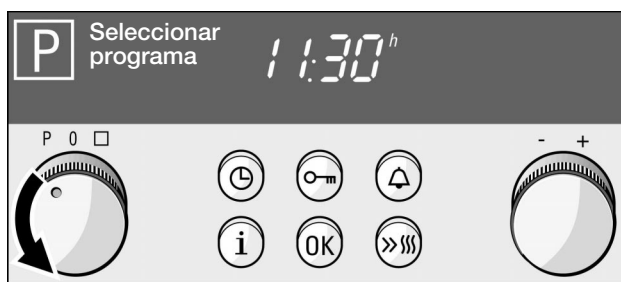 P
Seleccionar
programa
11:30 h
P 0
- +
i OK